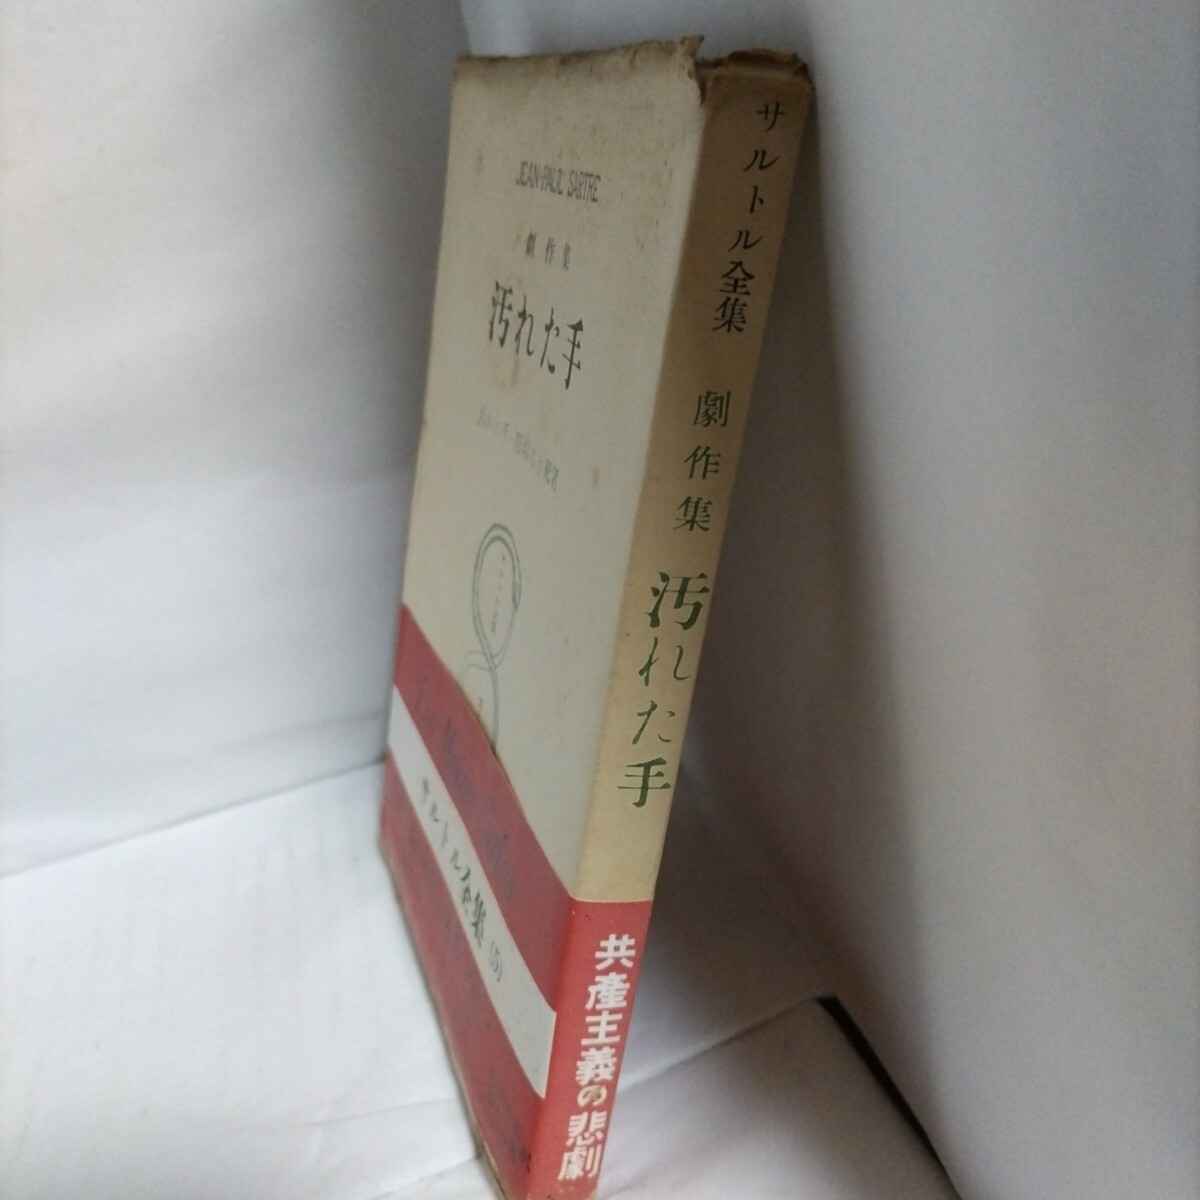 JEAN-PAUL SARTRE
劇作集
汚れた手
サルトル全集(5)
サルトル全集
劇作集
汚れた手
共產主義の悲劇